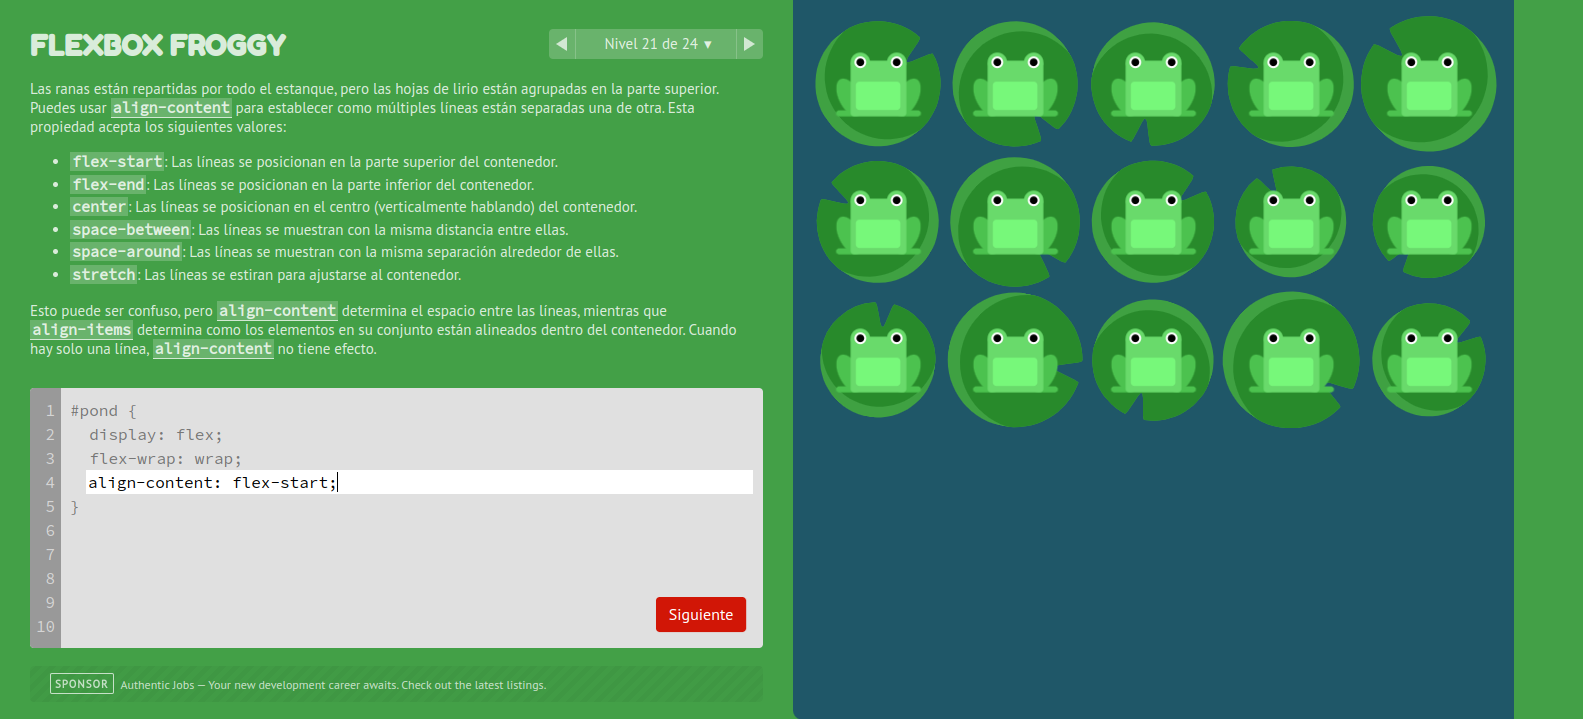 FLEXBOX FROGGY
◀ Nivel 21 de 24 ▾ ▶
Las ranas están repartidas por todo el estanque, pero las hojas de lirio están agrupadas en la parte superior.
Puedes usar align-content para establecer como múltiples líneas están separadas una de otra. Esta
propiedad acepta los siguientes valores:
• flex-start: Las líneas se posicionan en la parte superior del contenedor.
• flex-end: Las líneas se posicionan en la parte inferior del contenedor.
• center: Las líneas se posicionan en el centro (verticalmente hablando) del contenedor.
• space-between: Las líneas se muestran con la misma distancia entre ellas.
• space-around: Las líneas se muestran con la misma separación alrededor de ellas.
• stretch: Las líneas se estiran para ajustarse al contenedor.
Esto puede ser confuso, pero align-content determina el espacio entre las líneas, mientras que
align-items determina como los elementos en su conjunto están alineados dentro del contenedor. Cuando
hay solo una línea, align-content no tiene efecto.
1 #pond {
2 display: flex;
3 flex-wrap: wrap;
4 align-content: flex-start;
5 }
6
7
8
9
10
Siguiente
SPONSOR Authentic Jobs — Your new development career awaits. Check out the latest listings.